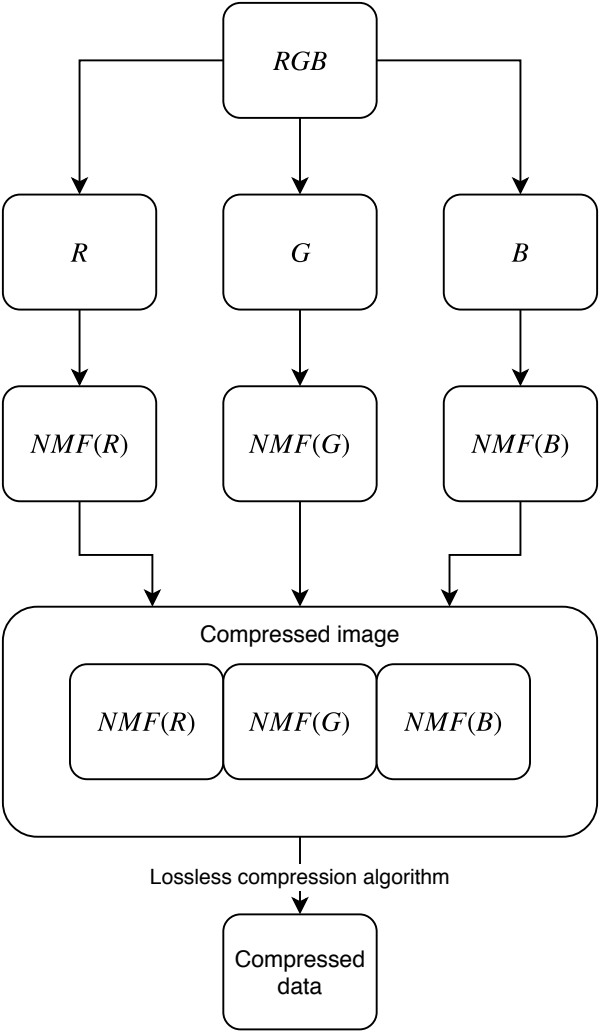 RGB
R
G
B
NMF(R)
NMF(G)
NMF(B)
Compressed image
NMF(R)
NMF(G)
NMF(B)
Lossless compression algorithm
Compressed
data